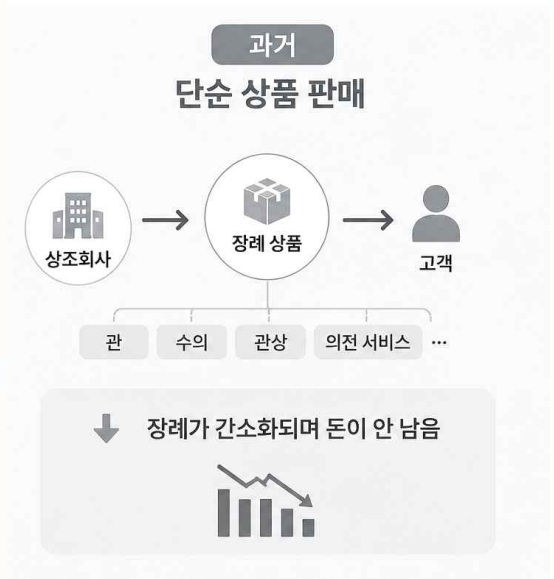 과거
단순 상품 판매
상조회사
장례 상품
고객
관
수의
관상
의전 서비스
...
장례가 간소화되며 돈이 안 남음